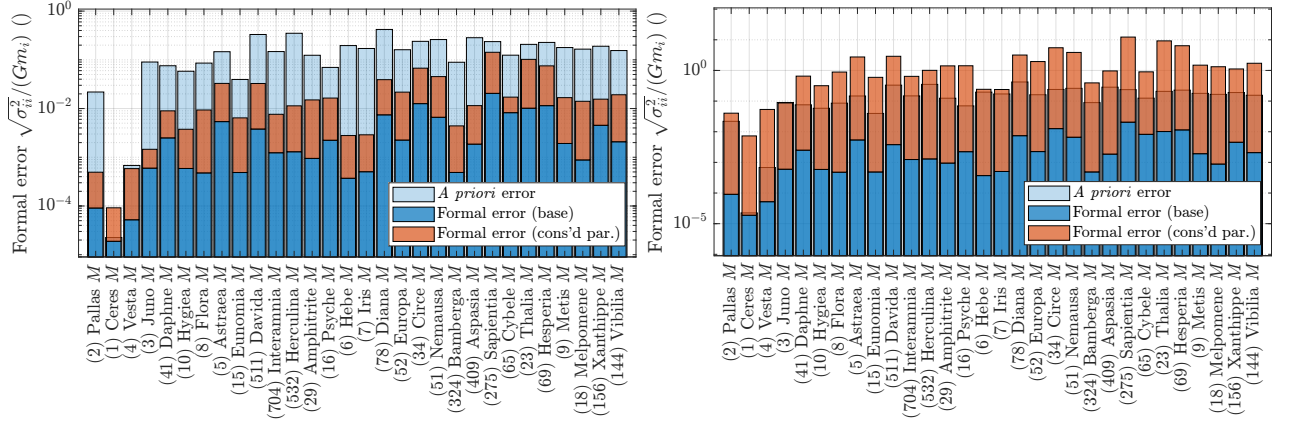 Formal error √σ²ᵢᵢ/(Gmᵢ) ()
10⁰
10⁻²
10⁻⁴
A priori error
Formal error (base)
Formal error (cons'd par.)
(2) Pallas M
(1) Ceres M
(4) Vesta M
(3) Juno M
(41) Daphne M
(10) Hygiea M
(8) Flora M
(5) Astraea M
(15) Eunomia M
(511) Davida M
(704) Interamnia M
(532) Herculina M
(29) Amphitrite M
(16) Psyche M
(6) Hebe M
(7) Iris M
(78) Diana M
(52) Europa M
(34) Circe M
(51) Nemausa M
(324) Bamberga M
(409) Aspasia M
(275) Sapientia M
(65) Cybele M
(23) Thalia M
(69) Hesperia M
(9) Metis M
(18) Melpomene M
(156) Xanthippe M
(144) Vibilia M
Formal error √σ²ᵢᵢ/(Gmᵢ) ()
10⁰
10⁻⁵
A priori error
Formal error (base)
Formal error (cons'd par.)
(2) Pallas M
(1) Ceres M
(4) Vesta M
(3) Juno M
(41) Daphne M
(10) Hygiea M
(8) Flora M
(5) Astraea M
(15) Eunomia M
(511) Davida M
(704) Interamnia M
(532) Herculina M
(29) Amphitrite M
(16) Psyche M
(6) Hebe M
(7) Iris M
(78) Diana M
(52) Europa M
(34) Circe M
(51) Nemausa M
(324) Bamberga M
(409) Aspasia M
(275) Sapientia M
(65) Cybele M
(23) Thalia M
(69) Hesperia M
(9) Metis M
(18) Melpomene M
(156) Xanthippe M
(144) Vibilia M